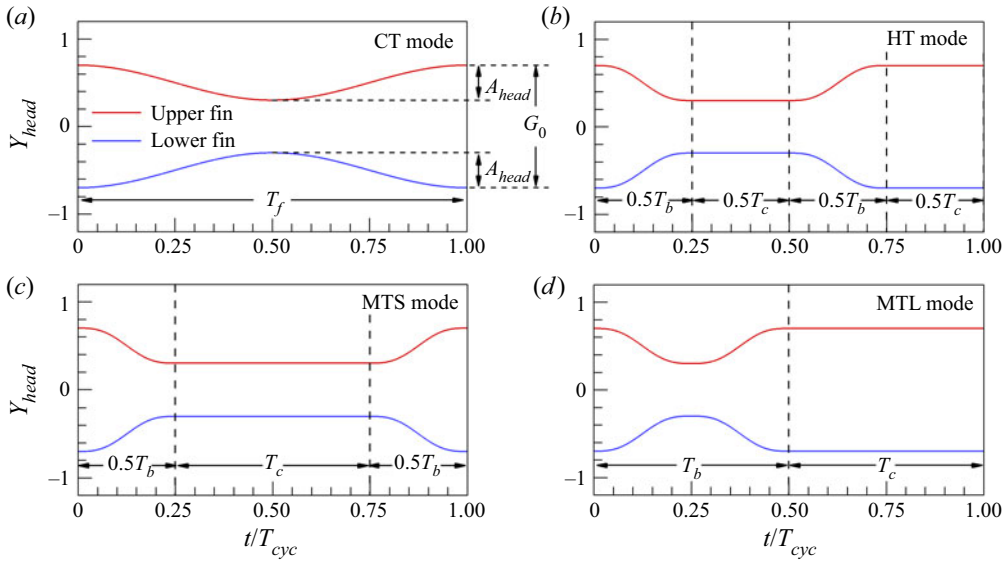 (a)
CT mode
1
0
–1
Y_head
Upper fin
Lower fin
A_head
G_0
A_head
T_f
0 0.25 0.50 0.75 1.00
(b)
HT mode
1
0
–1
0.5T_b 0.5T_c 0.5T_b 0.5T_c
0 0.25 0.50 0.75 1.00
(c)
MTS mode
1
0
–1
Y_head
0.5T_b T_c 0.5T_b
0 0.25 0.50 0.75 1.00
t/T_cyc
(d)
MTL mode
1
0
–1
T_b T_c
0 0.25 0.50 0.75 1.00
t/T_cyc